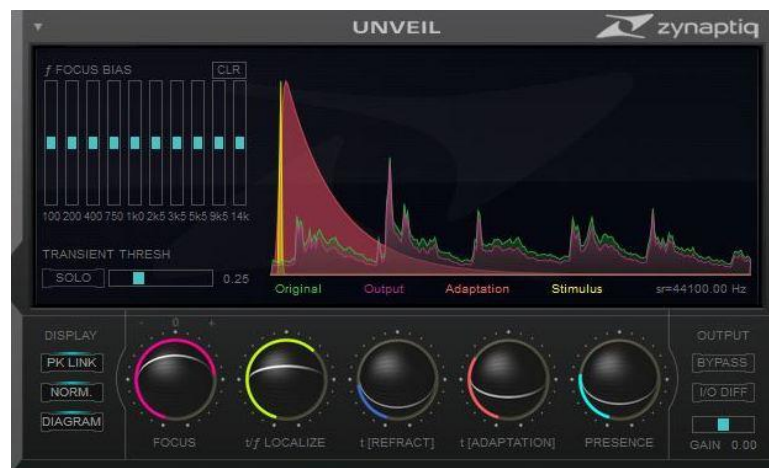 UNVEIL
zynaptiq
f FOCUS BIAS
CLR
100 200 400 750 1k0 2k5 3k5 5k5 9k5 14k
TRANSIENT THRESH
SOLO 0.25
Original Output Adaptation Stimulus sr=44100.00 Hz
DISPLAY
PK LINK
NORM.
DIAGRAM
- 0 +
FOCUS
t/f LOCALIZE
t [REFRACT]
t [ADAPTATION]
PRESENCE
OUTPUT
BYPASS
I/O DIFF
GAIN 0.00